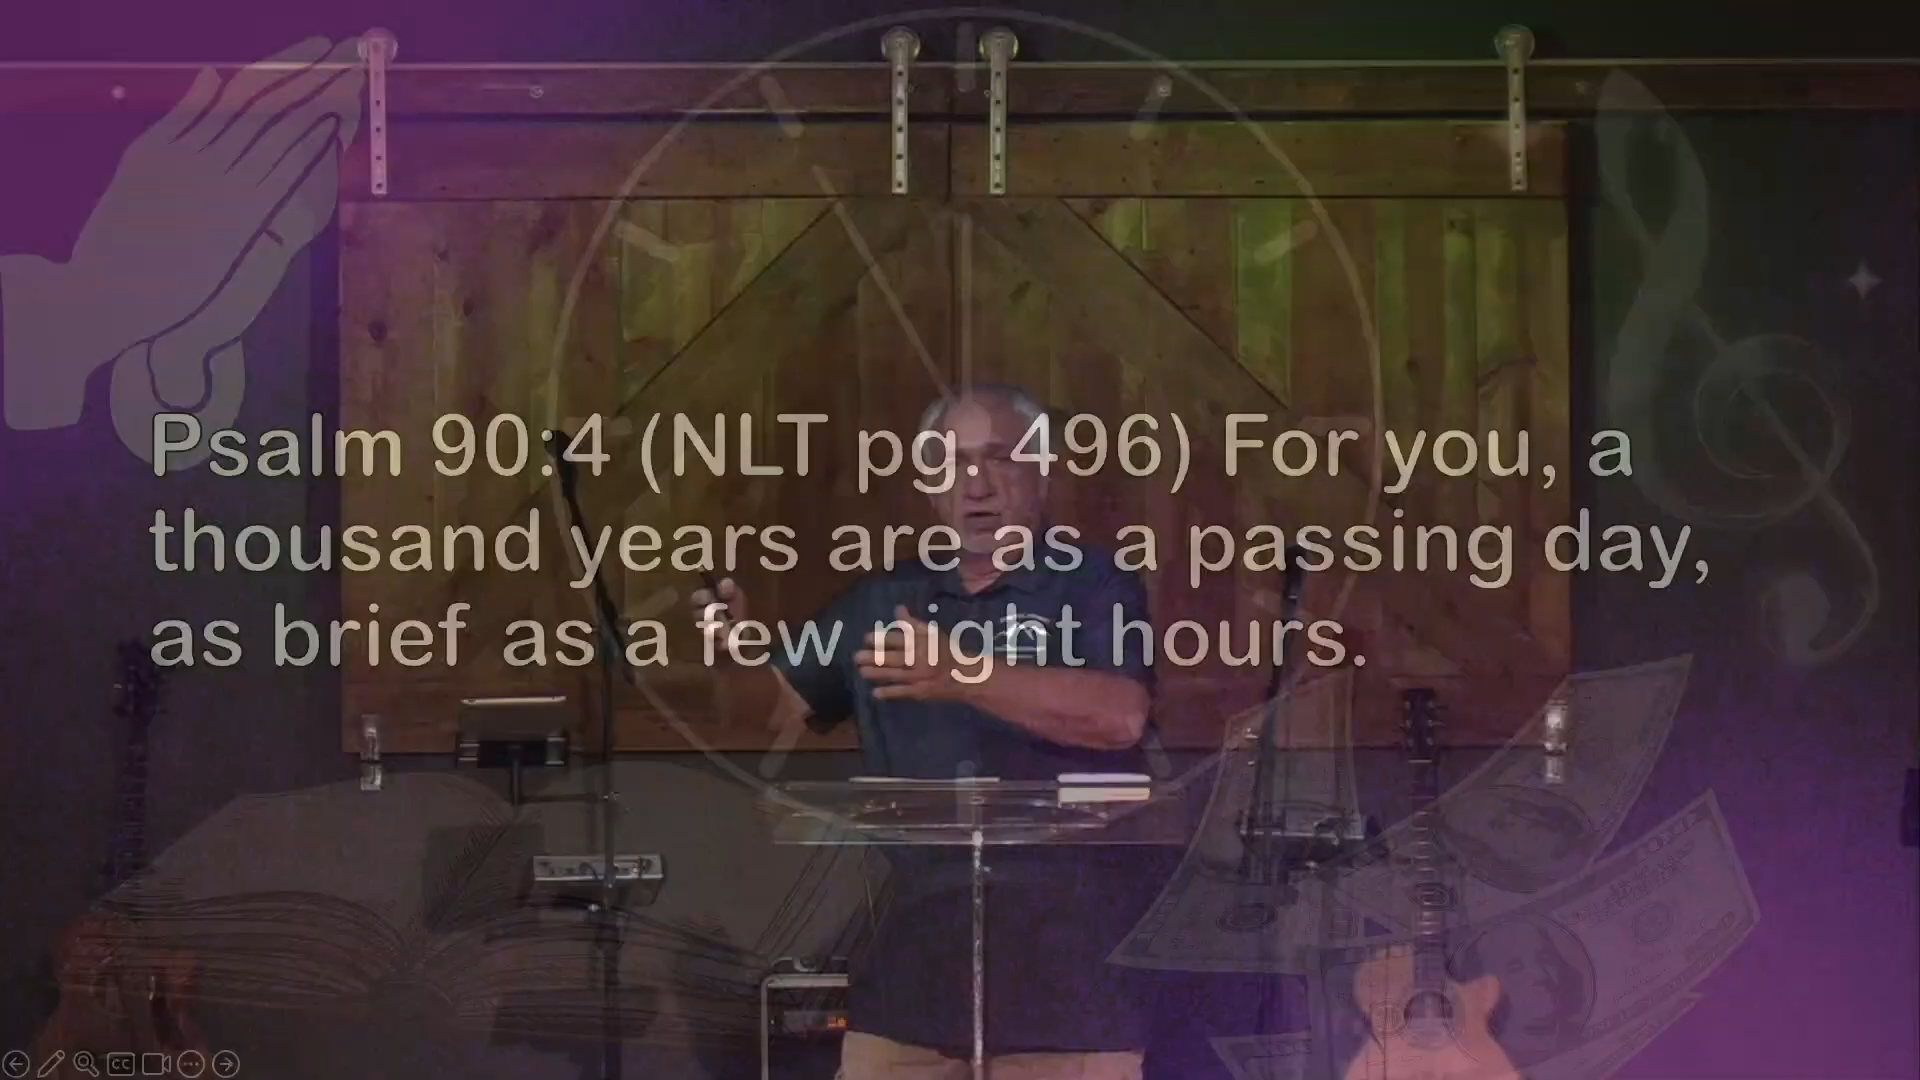 Psalm 90:4 (NLT pg. 496) For you, a
thousand years are as a passing day,
as brief as a few night hours.
CC